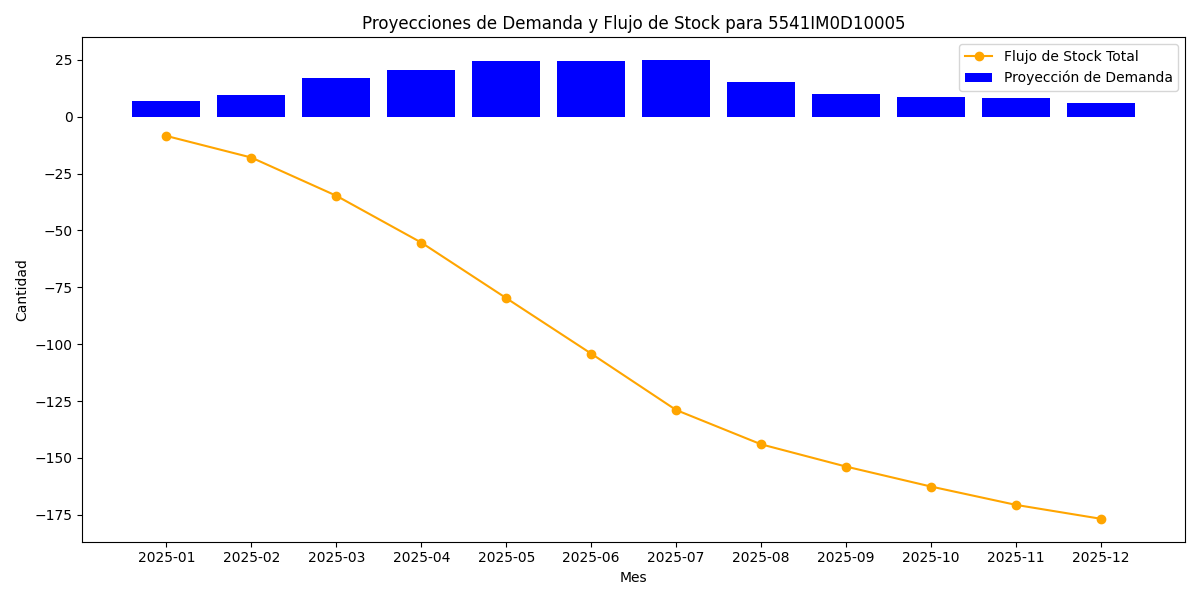 Proyecciones de Demanda y Flujo de Stock para 5541IM0D10005
Flujo de Stock Total
Proyección de Demanda
Cantidad
25
0
−25
−50
−75
−100
−125
−150
−175
2025-01 2025-02 2025-03 2025-04 2025-05 2025-06 2025-07 2025-08 2025-09 2025-10 2025-11 2025-12
Mes